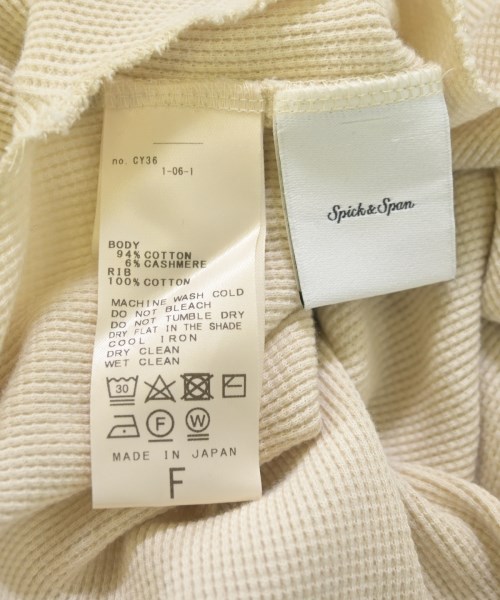 no. CY36
1-06-1
BODY
94% COTTON
6% CASHMERE
RIB
100% COTTON
MACHINE WASH COLD
DO NOT BLEACH
DO NOT TUMBLE DRY
DRY FLAT IN THE SHADE
COOL IRON
DRY CLEAN
WET CLEAN
30
F W
MADE IN JAPAN
F
Spick & Span